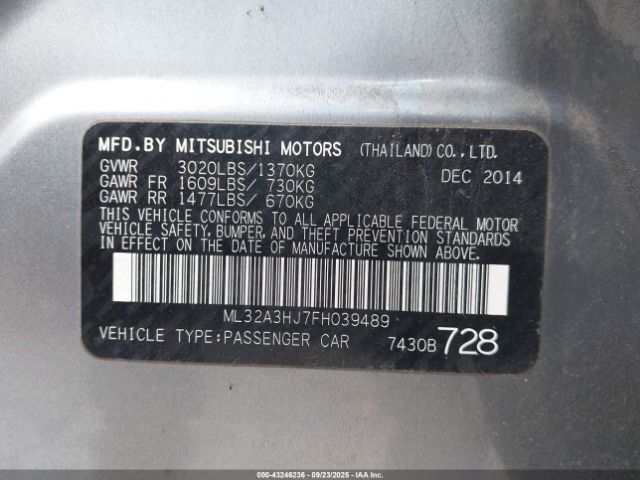 MFD.BY MITSUBISHI MOTORS (THAILAND) CO.,LTD.
GVWR 3020LBS/1370KG DEC 2014
GAWR FR 1609LBS/ 730KG
GAWR RR 1477LBS/ 670KG
THIS VEHICLE CONFORMS TO ALL APPLICABLE FEDERAL MOTOR
VEHICLE SAFETY, BUMPER, AND THEFT PREVENTION STANDARDS
IN EFFECT ON THE DATE OF MANUFACTURE SHOWN ABOVE.
ML32A3HJ7FH039489
VEHICLE TYPE:PASSENGER CAR 7430B 728
000-43246236 - 09/23/2025 - IAAI.COM